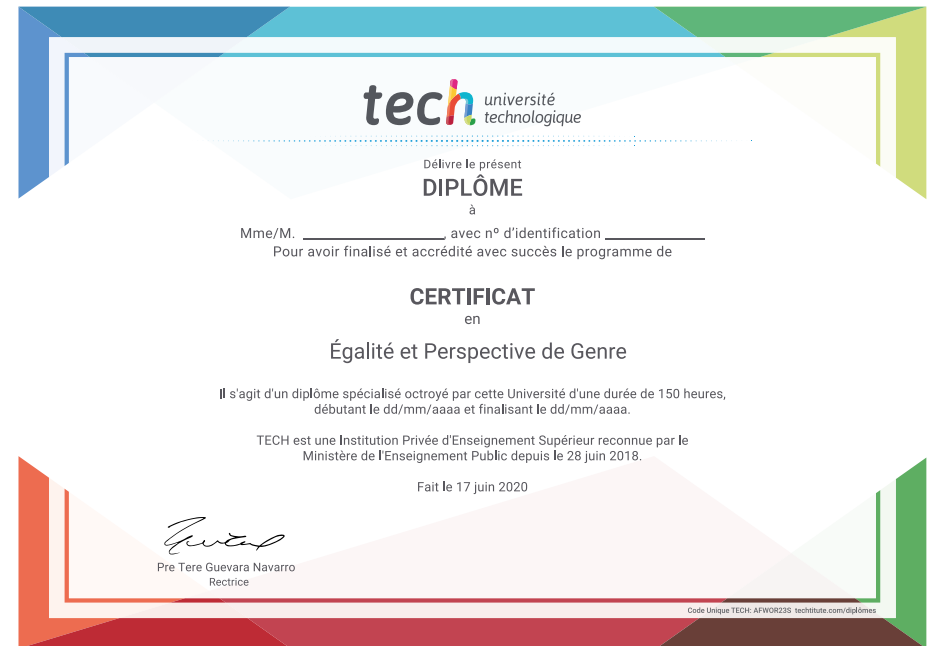 tech université
technologique
Délivre le présent
DIPLÔME
à
Mme/M. ____________________, avec nº d'identification ______________
Pour avoir finalisé et accrédité avec succès le programme de
CERTIFICAT
en
Égalité et Perspective de Genre
Il s'agit d'un diplôme spécialisé octroyé par cette Université d'une durée de 150 heures,
débutant le dd/mm/aaaa et finalisant le dd/mm/aaaa.
TECH est une Institution Privée d'Enseignement Supérieur reconnue par le
Ministère de l'Enseignement Public depuis le 28 juin 2018.
Fait le 17 juin 2020
Pre Tere Guevara Navarro
Rectrice
Code Unique TECH: AFWOR23S techtitute.com/diplômes